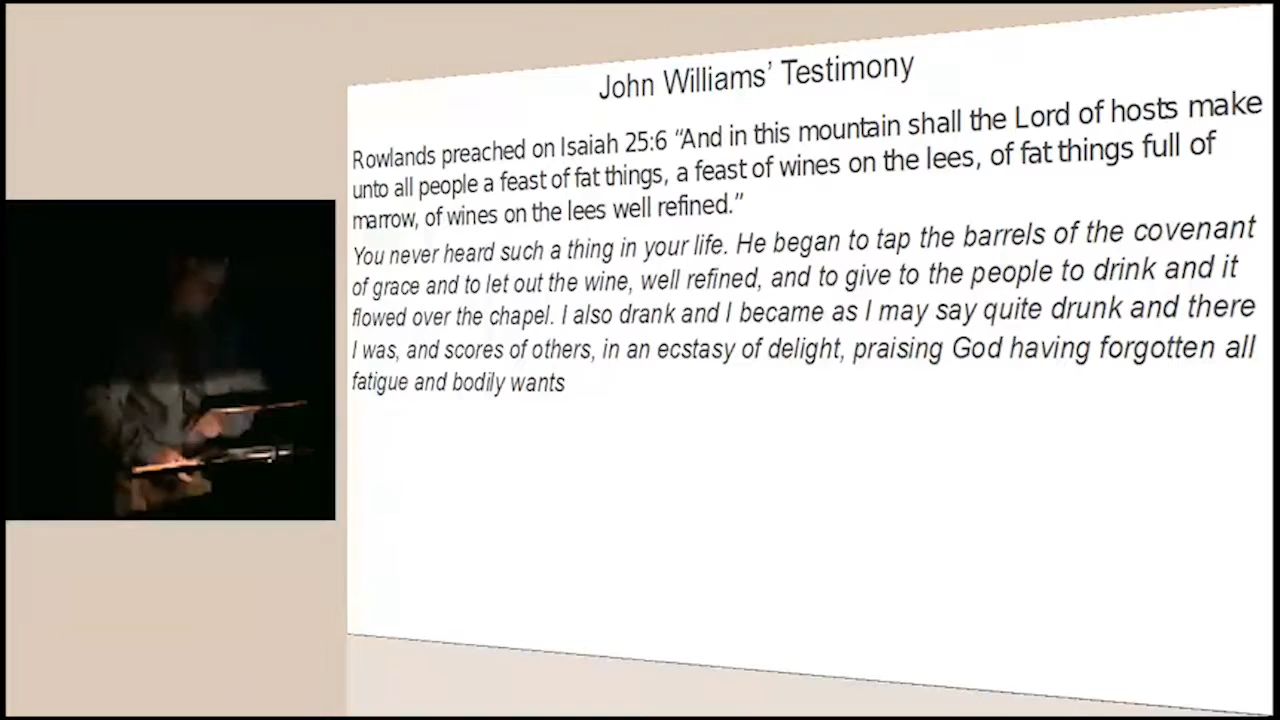 John Williams’ Testimony
Rowlands preached on Isaiah 25:6 “And in this mountain shall the Lord of hosts make
unto all people a feast of fat things, a feast of wines on the lees, of fat things full of
marrow, of wines on the lees well refined.”
You never heard such a thing in your life. He began to tap the barrels of the covenant
of grace and to let out the wine, well refined, and to give to the people to drink and it
flowed over the chapel. I also drank and I became as I may say quite drunk and there
I was, and scores of others, in an ecstasy of delight, praising God having forgotten all
fatigue and bodily wants